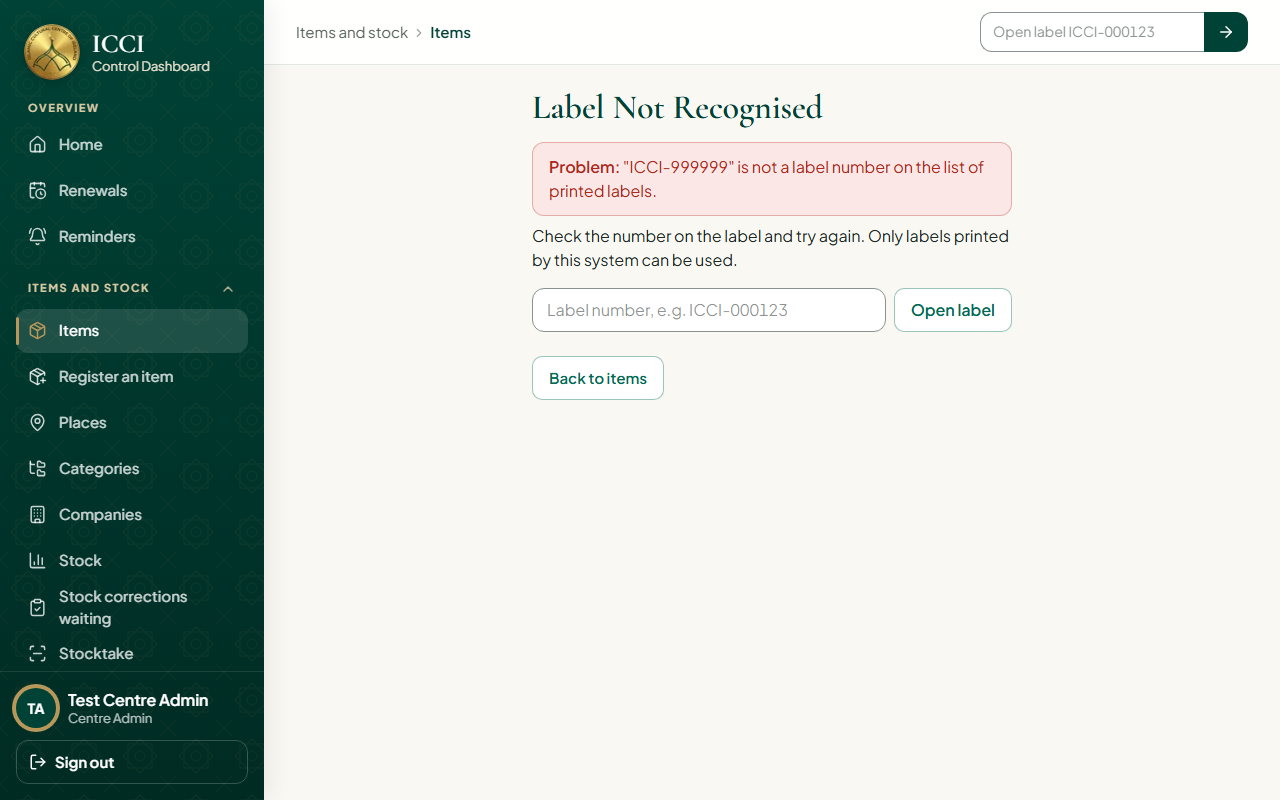 ICCI
Control Dashboard
OVERVIEW
Home
Renewals
Reminders
ITEMS AND STOCK
Items
Register an item
Places
Categories
Companies
Stock
Stock corrections
waiting
Stocktake
TA
Test Centre Admin
Centre Admin
Sign out
Items and stock > Items
Open label ICCI-000123
Label Not Recognised
Problem: "ICCI-999999" is not a label number on the list of
printed labels.
Check the number on the label and try again. Only labels printed
by this system can be used.
Label number, e.g. ICCI-000123
Open label
Back to items